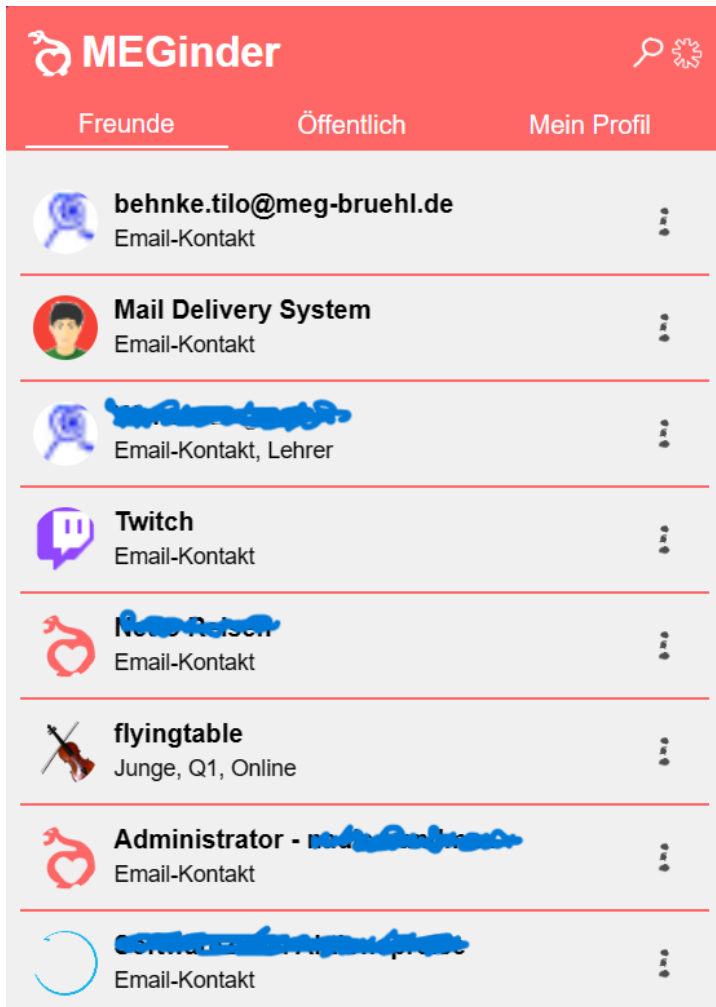 MEGinder
Freunde Öffentlich Mein Profil
behnke.tilo@meg-bruehl.de
Email-Kontakt
Mail Delivery System
Email-Kontakt
Email-Kontakt, Lehrer
Twitch
Email-Kontakt
Email-Kontakt
flyingtable
Junge, Q1, Online
Administrator -
Email-Kontakt
Email-Kontakt